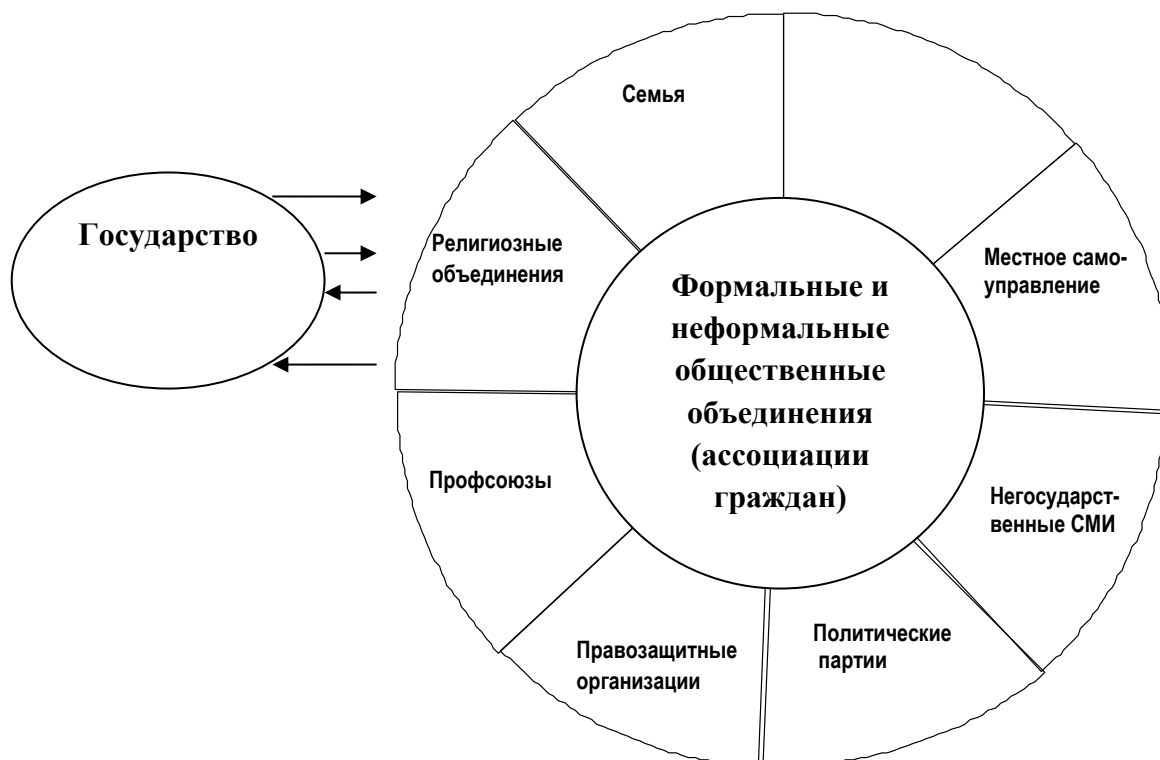 Государство
Семья
Религиозные
объединения
Профсоюзы
Правозащитные
организации
Политические
партии
Негосударст-
венные СМИ
Местное само-
управление
Формальные и
неформальные
общественные
объединения
(ассоциации
граждан)